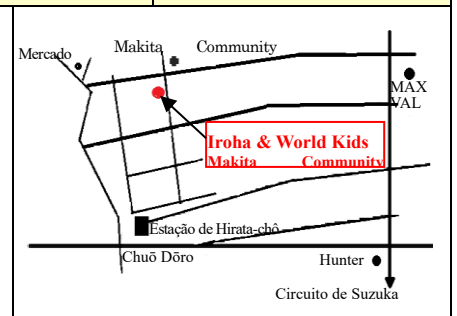 Makita Community
Mercado
MAX
VAL
Iroha & World Kids
Makita Community
Estação de Hirata-chô
Chuō Dōro
Hunter
Circuito de Suzuka